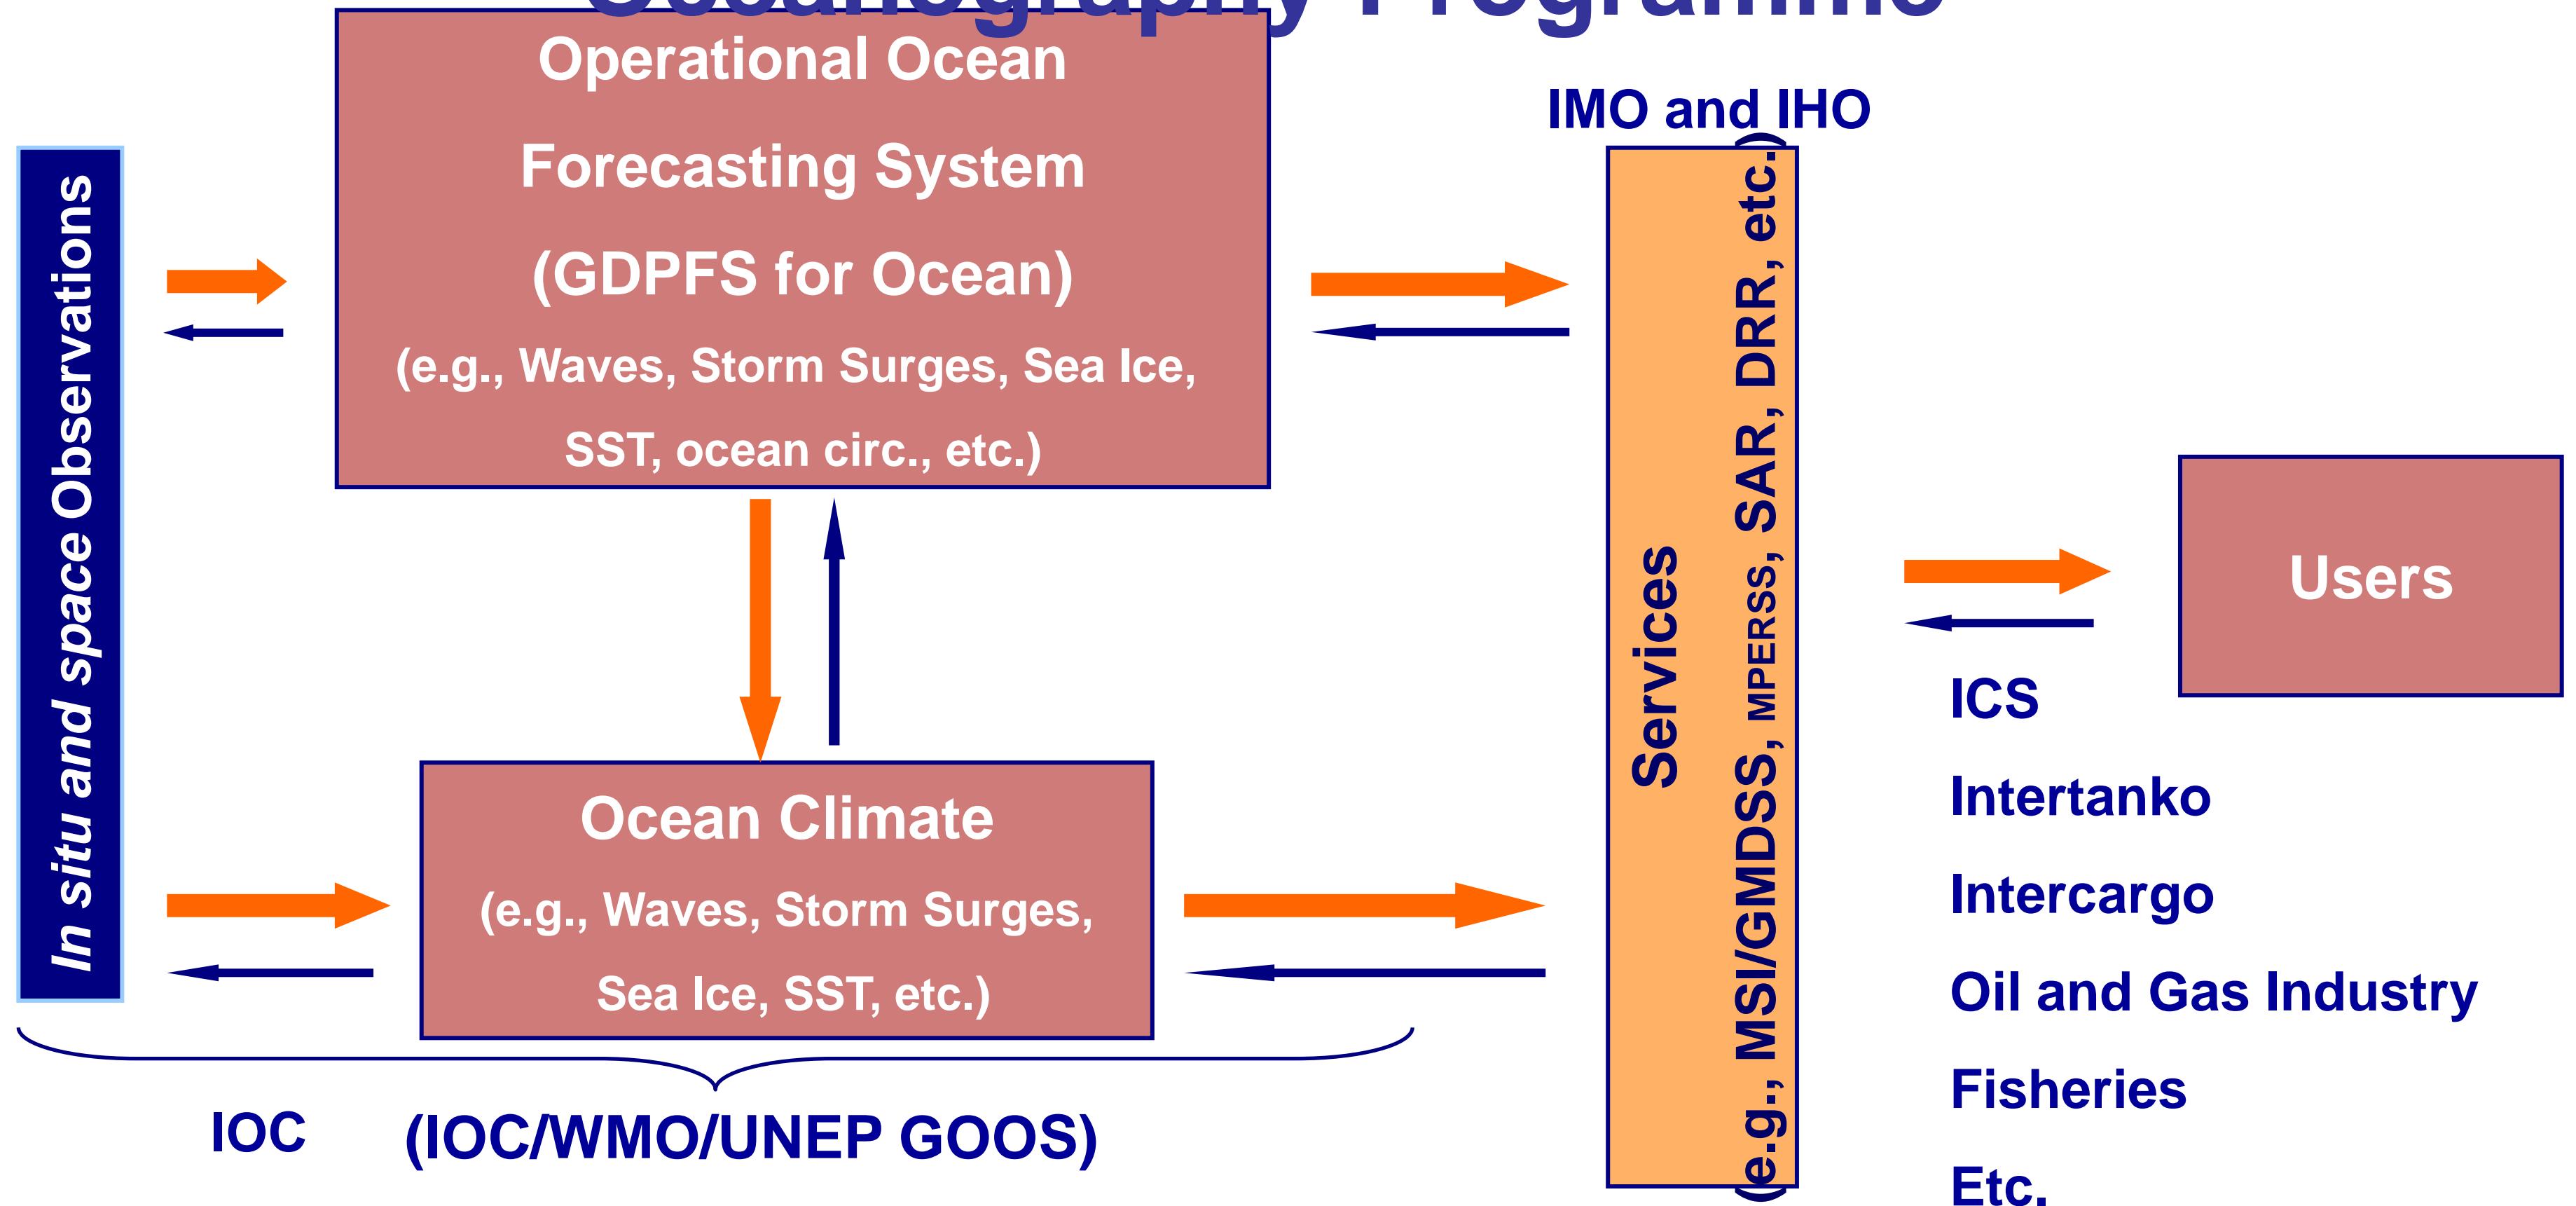 Oceanography Programme
Operational Ocean
Forecasting System
(GDPFS for Ocean)
(e.g., Waves, Storm Surges, Sea Ice,
SST, ocean circ., etc.)
IMO and IHO
In situ and space Observations
Services
(e.g., MSI/GMDSS, MPERSS, SAR, DRR, etc.)
Users
Ocean Climate
(e.g., Waves, Storm Surges,
Sea Ice, SST, etc.)
ICS
Intertanko
Intercargo
Oil and Gas Industry
Fisheries
Etc.
IOC
(IOC/WMO/UNEP GOOS)